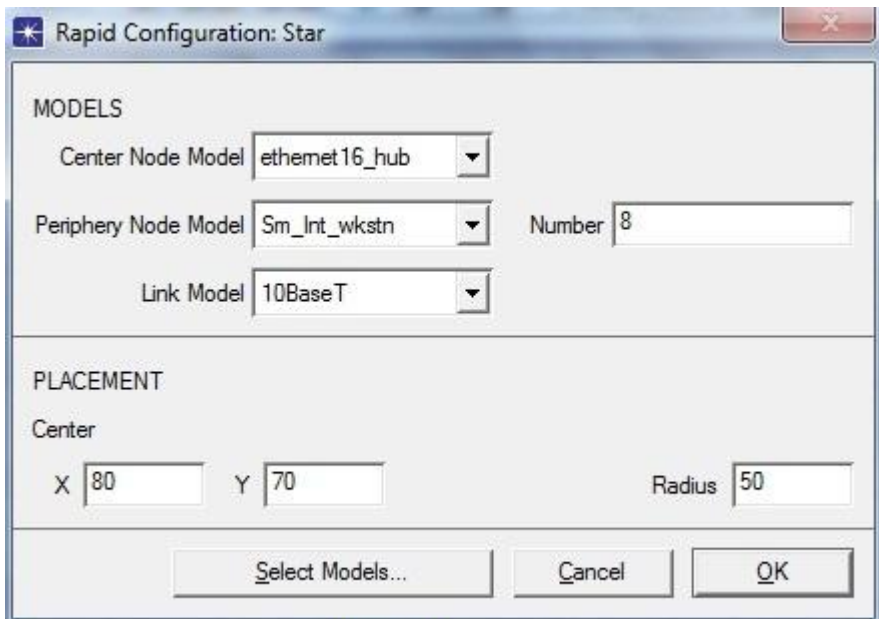 Rapid Configuration: Star
MODELS
Center Node Model ethernet16_hub
Periphery Node Model Sm_Int_wkstn Number 8
Link Model 10BaseT
PLACEMENT
Center
X 80 Y 70 Radius 50
Select Models... Cancel OK